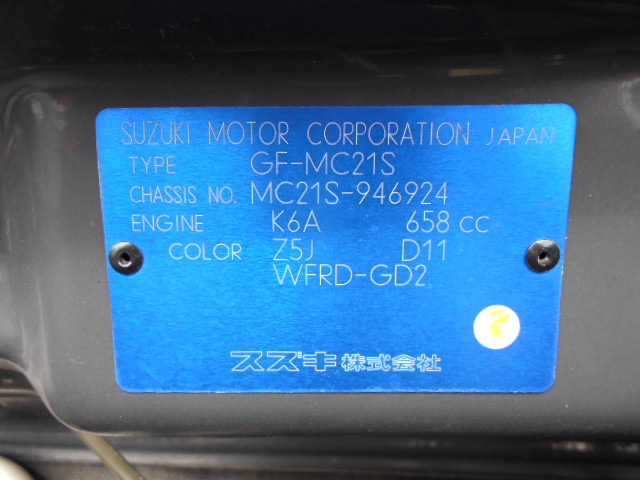 SUZUKI MOTOR CORPORATION JAPAN
TYPE GF-MC21S
CHASSIS NO. MC21S-946924
ENGINE K6A 658 CC
COLOR Z5J D11
WFRD-GD2
スズキ株式会社